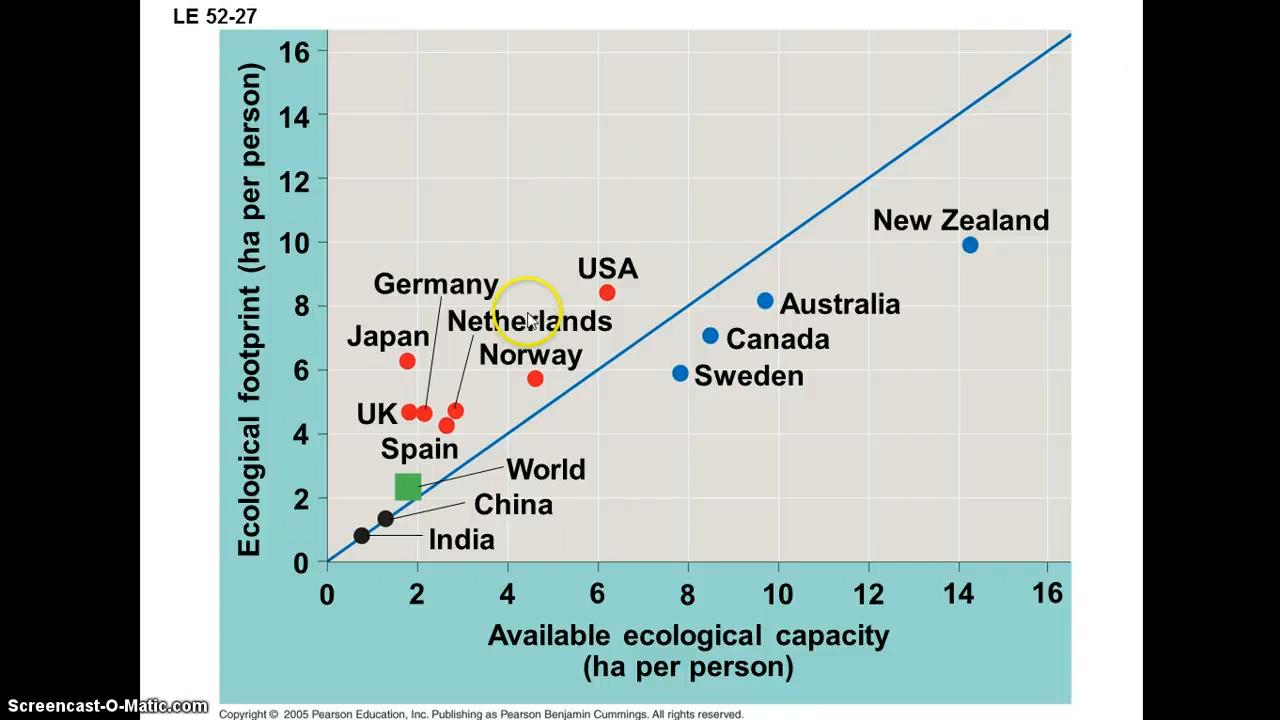 LE 52-27
Ecological footprint (ha per person)
16
14
12
10
8
6
4
2
0
New Zealand
USA
Germany
Australia
Netherlands
Japan
Canada
Norway
Sweden
UK
Spain
World
China
India
0 2 4 6 8 10 12 14 16
Available ecological capacity
(ha per person)
Screencast-O-Matic.com
Copyright © 2005 Pearson Education, Inc. Publishing as Pearson Benjamin Cummings. All rights reserved.